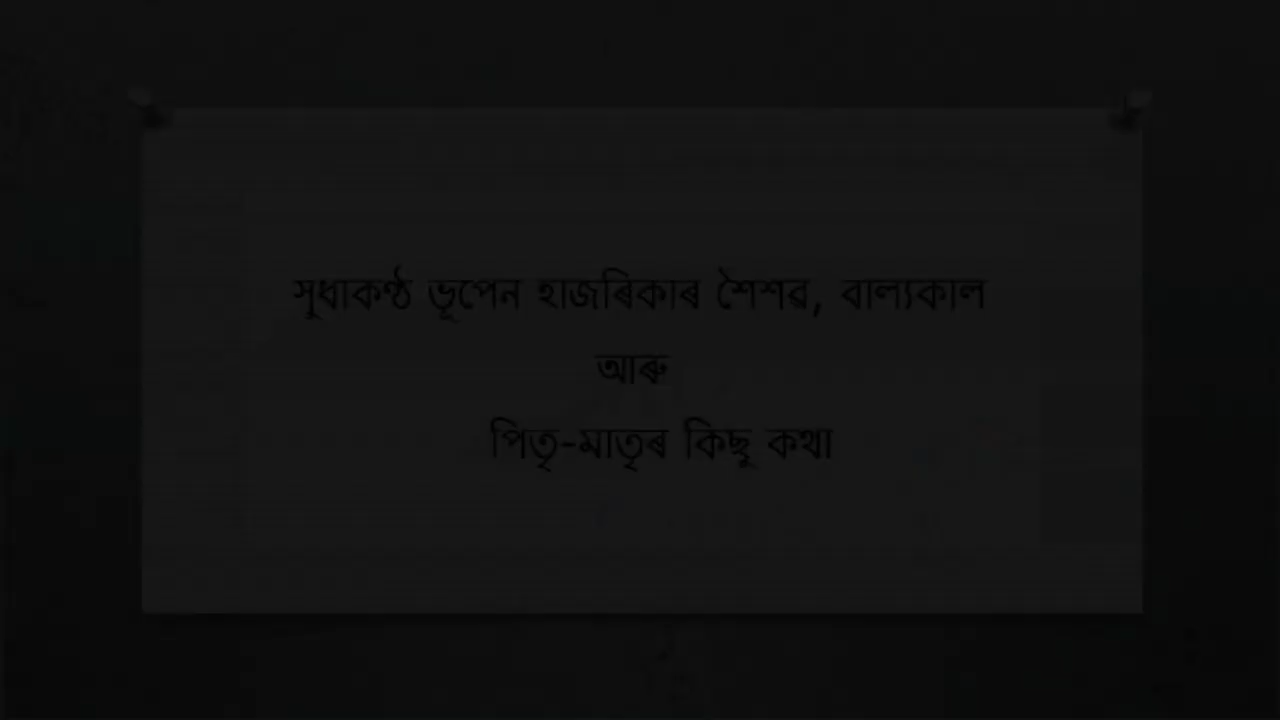 সুধাকণ্ঠ ভূপেন হাজৰিকাৰ শৈশৱ, বাল্যকাল
আৰু
পিতৃ-মাতৃৰ কিছু কথা